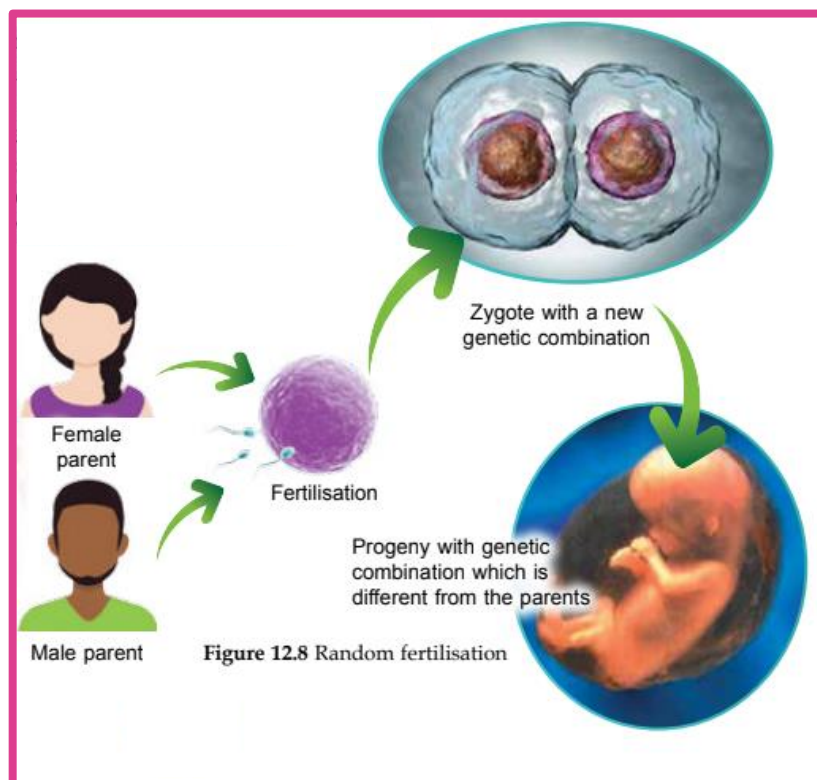 Zygote with a new
genetic combination
Female
parent
Fertilisation
Progeny with genetic
combination which is
different from the parents
Male parent
Figure 12.8 Random fertilisation